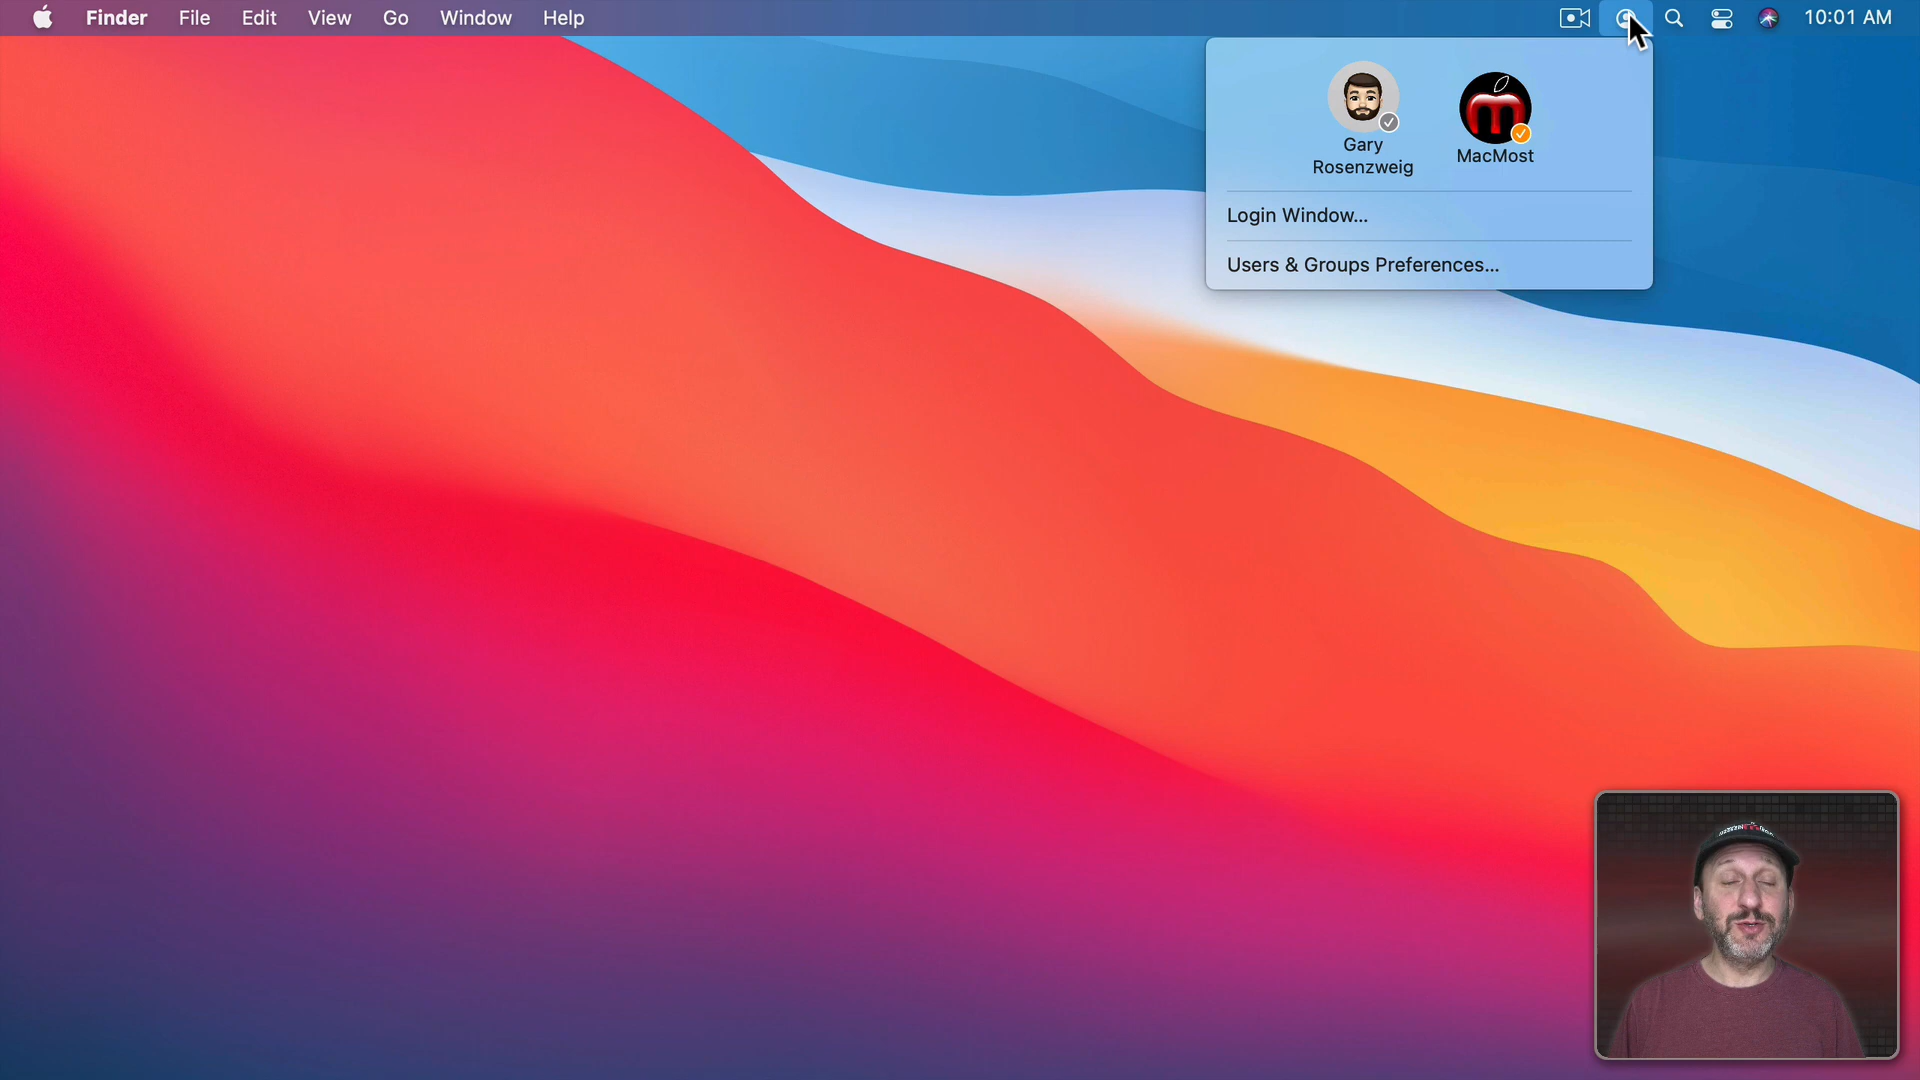 Finder File Edit View Go Window Help 10:01 AM
Gary
Rosenzweig
MacMost
Login Window...
Users & Groups Preferences...